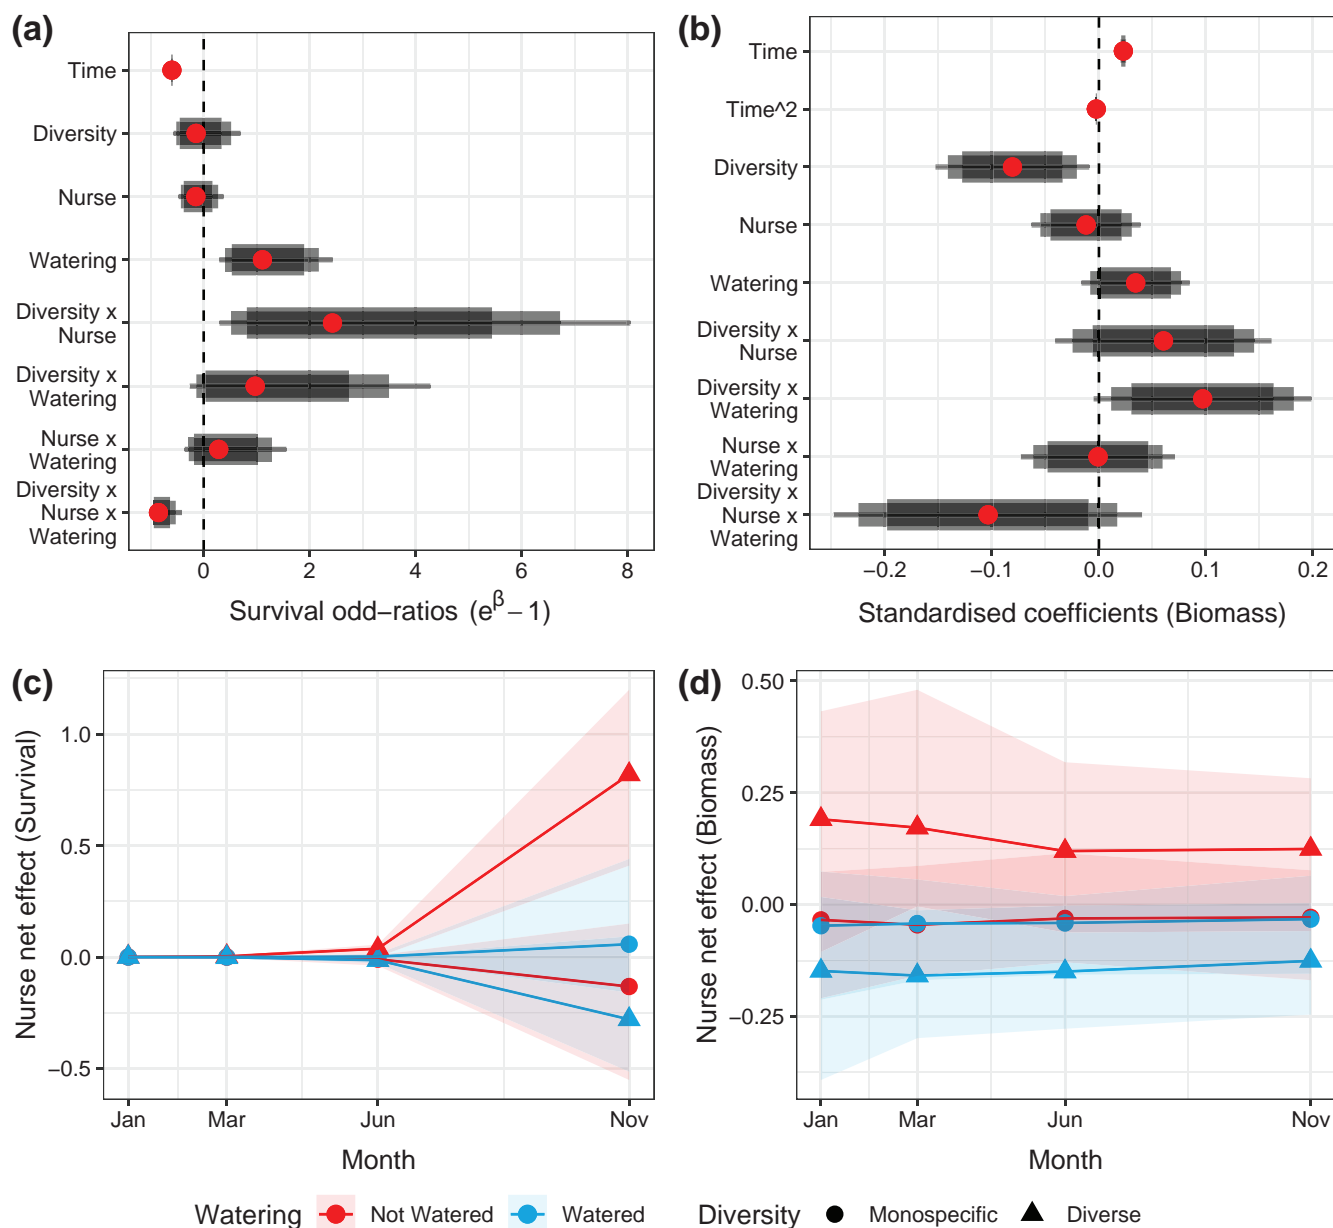 (a)
Time
Diversity
Nurse
Watering
Diversity x
Nurse
Diversity x
Watering
Nurse x
Watering
Diversity x
Nurse x
Watering
0 2 4 6 8
Survival odd−ratios (e^β − 1)
(b)
Time
Time^2
Diversity
Nurse
Watering
Diversity x
Nurse
Diversity x
Watering
Nurse x
Watering
Diversity x
Nurse x
Watering
−0.2 −0.1 0.0 0.1 0.2
Standardised coefficients (Biomass)
(c)
Nurse net effect (Survival)
1.0
0.5
0.0
−0.5
Jan Mar Jun Nov
Month
(d)
Nurse net effect (Biomass)
0.50
0.25
0.00
−0.25
Jan Mar Jun Nov
Month
Watering Not Watered Watered Diversity Monospecific Diverse